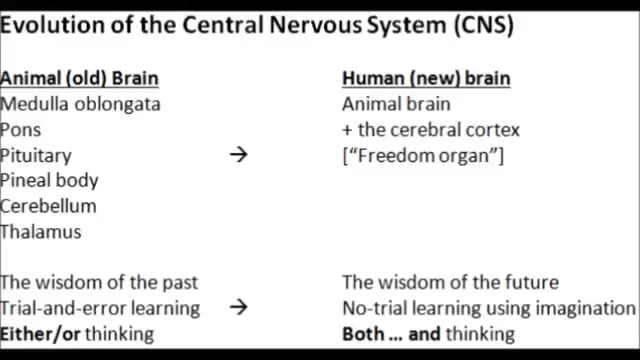 Evolution of the Central Nervous System (CNS)
Animal (old) Brain
Medulla oblongata
Pons
Pituitary →
Pineal body
Cerebellum
Thalamus
Human (new) brain
Animal brain
+ the cerebral cortex
["Freedom organ"]
The wisdom of the past
Trial-and-error learning →
Either/or thinking
The wisdom of the future
No-trial learning using imagination
Both ... and thinking